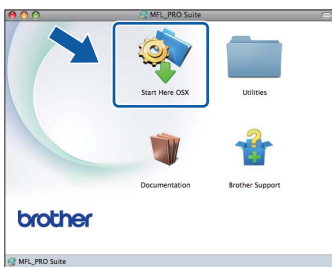 MFL_PRO Suite
Start Here OSX
Utilities
Documentation
Brother Support
brother
MFL_PRO Suite